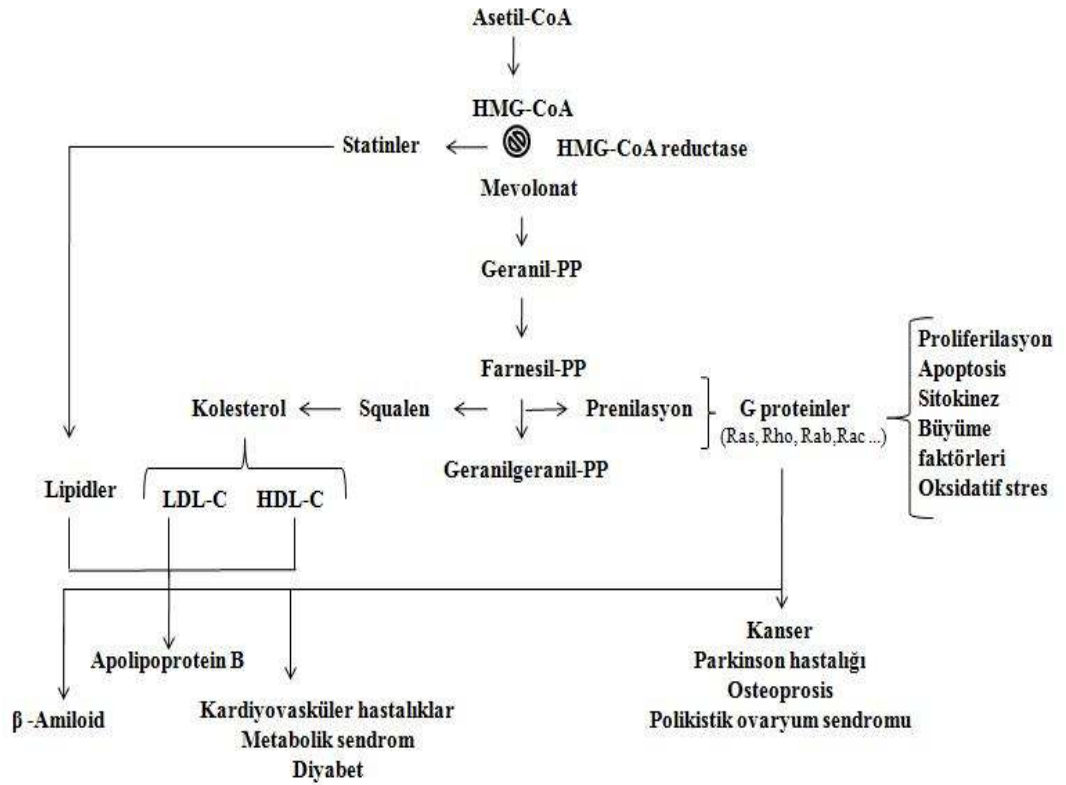 Asetil-CoA
HMG-CoA
Statinler
HMG-CoA reductase
Mevolonat
Geranil-PP
Farnesil-PP
Kolesterol
Squalen
Prenilasyon
G proteinler
(Ras, Rho, Rab,Rac ...)
Proliferilasyon
Apoptosis
Sitokinez
Büyüme
faktörleri
Oksidatif stres
Geranilgeranil-PP
Lipidler
LDL-C
HDL-C
Apolipoprotein B
β -Amiloid
Kardiyovasküler hastalıklar
Metabolik sendrom
Diyabet
Kanser
Parkinson hastalığı
Osteoprosis
Polikistik ovaryum sendromu